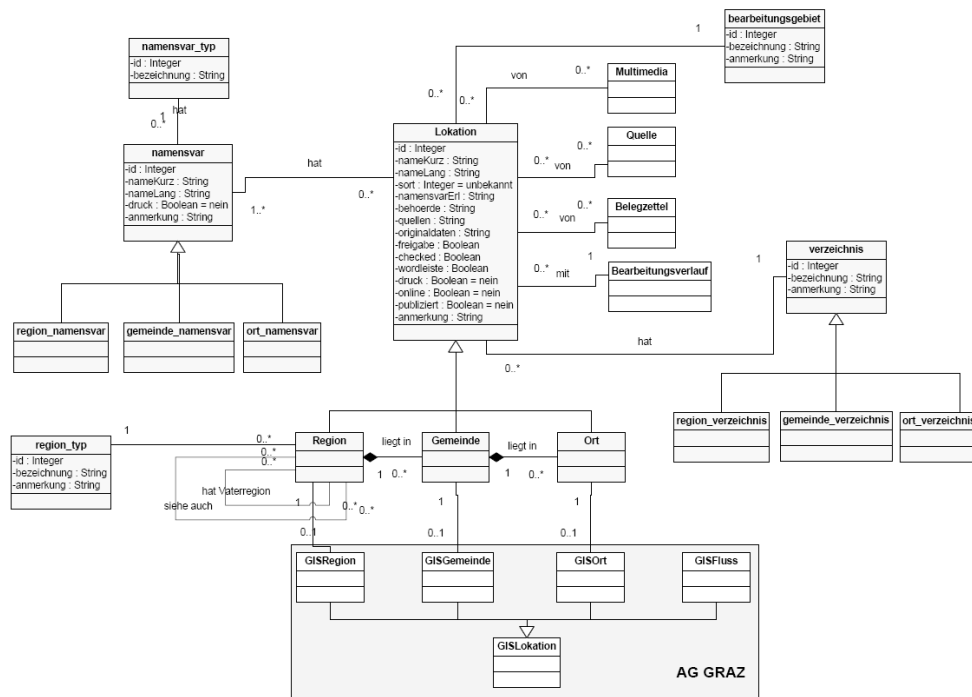 bearbeitungsgebiet
-id : Integer
-bezeichnung : String
-anmerkung : String
1
0..*
namensvar_typ
-id : Integer
-bezeichnung : String
1
hat
0..*
namensvar
-id : Integer
-nameKurz : String
-nameLang : String
-druck : Boolean = nein
-anmerkung : String
hat
1..*
0..*
Lokation
-id : Integer
-nameKurz : String
-nameLang : String
-sort : Integer = unbekannt
-namensvarErl : String
-behoerde : String
-quellen : String
-originaldaten : String
-freigabe : Boolean
-checked : Boolean
-wordleiste : Boolean
-druck : Boolean = nein
-online : Boolean = nein
-publiziert : Boolean = nein
-anmerkung : String
0..*
von
0..*
Multimedia
0..*
von
0..*
Quelle
0..*
von
0..*
Belegzettel
0..*
mit
1
Bearbeitungsverlauf
verzeichnis
-id : Integer
-bezeichnung : String
-anmerkung : String
1
hat
0..*
region_namensvar
gemeinde_namensvar
ort_namensvar
region_verzeichnis
gemeinde_verzeichnis
ort_verzeichnis
region_typ
-id : Integer
-bezeichnung : String
-anmerkung : String
1
0..*
0..*
0..*
Region
liegt in
1
0..*
Gemeinde
liegt in
1
0..*
Ort
hat Vaterregion
siehe auch
0..*
0..*
1
0..1
1
0..1
1
0..1
GISRegion
GISGemeinde
GISOrt
GISFluss
GISLokation
AG GRAZ